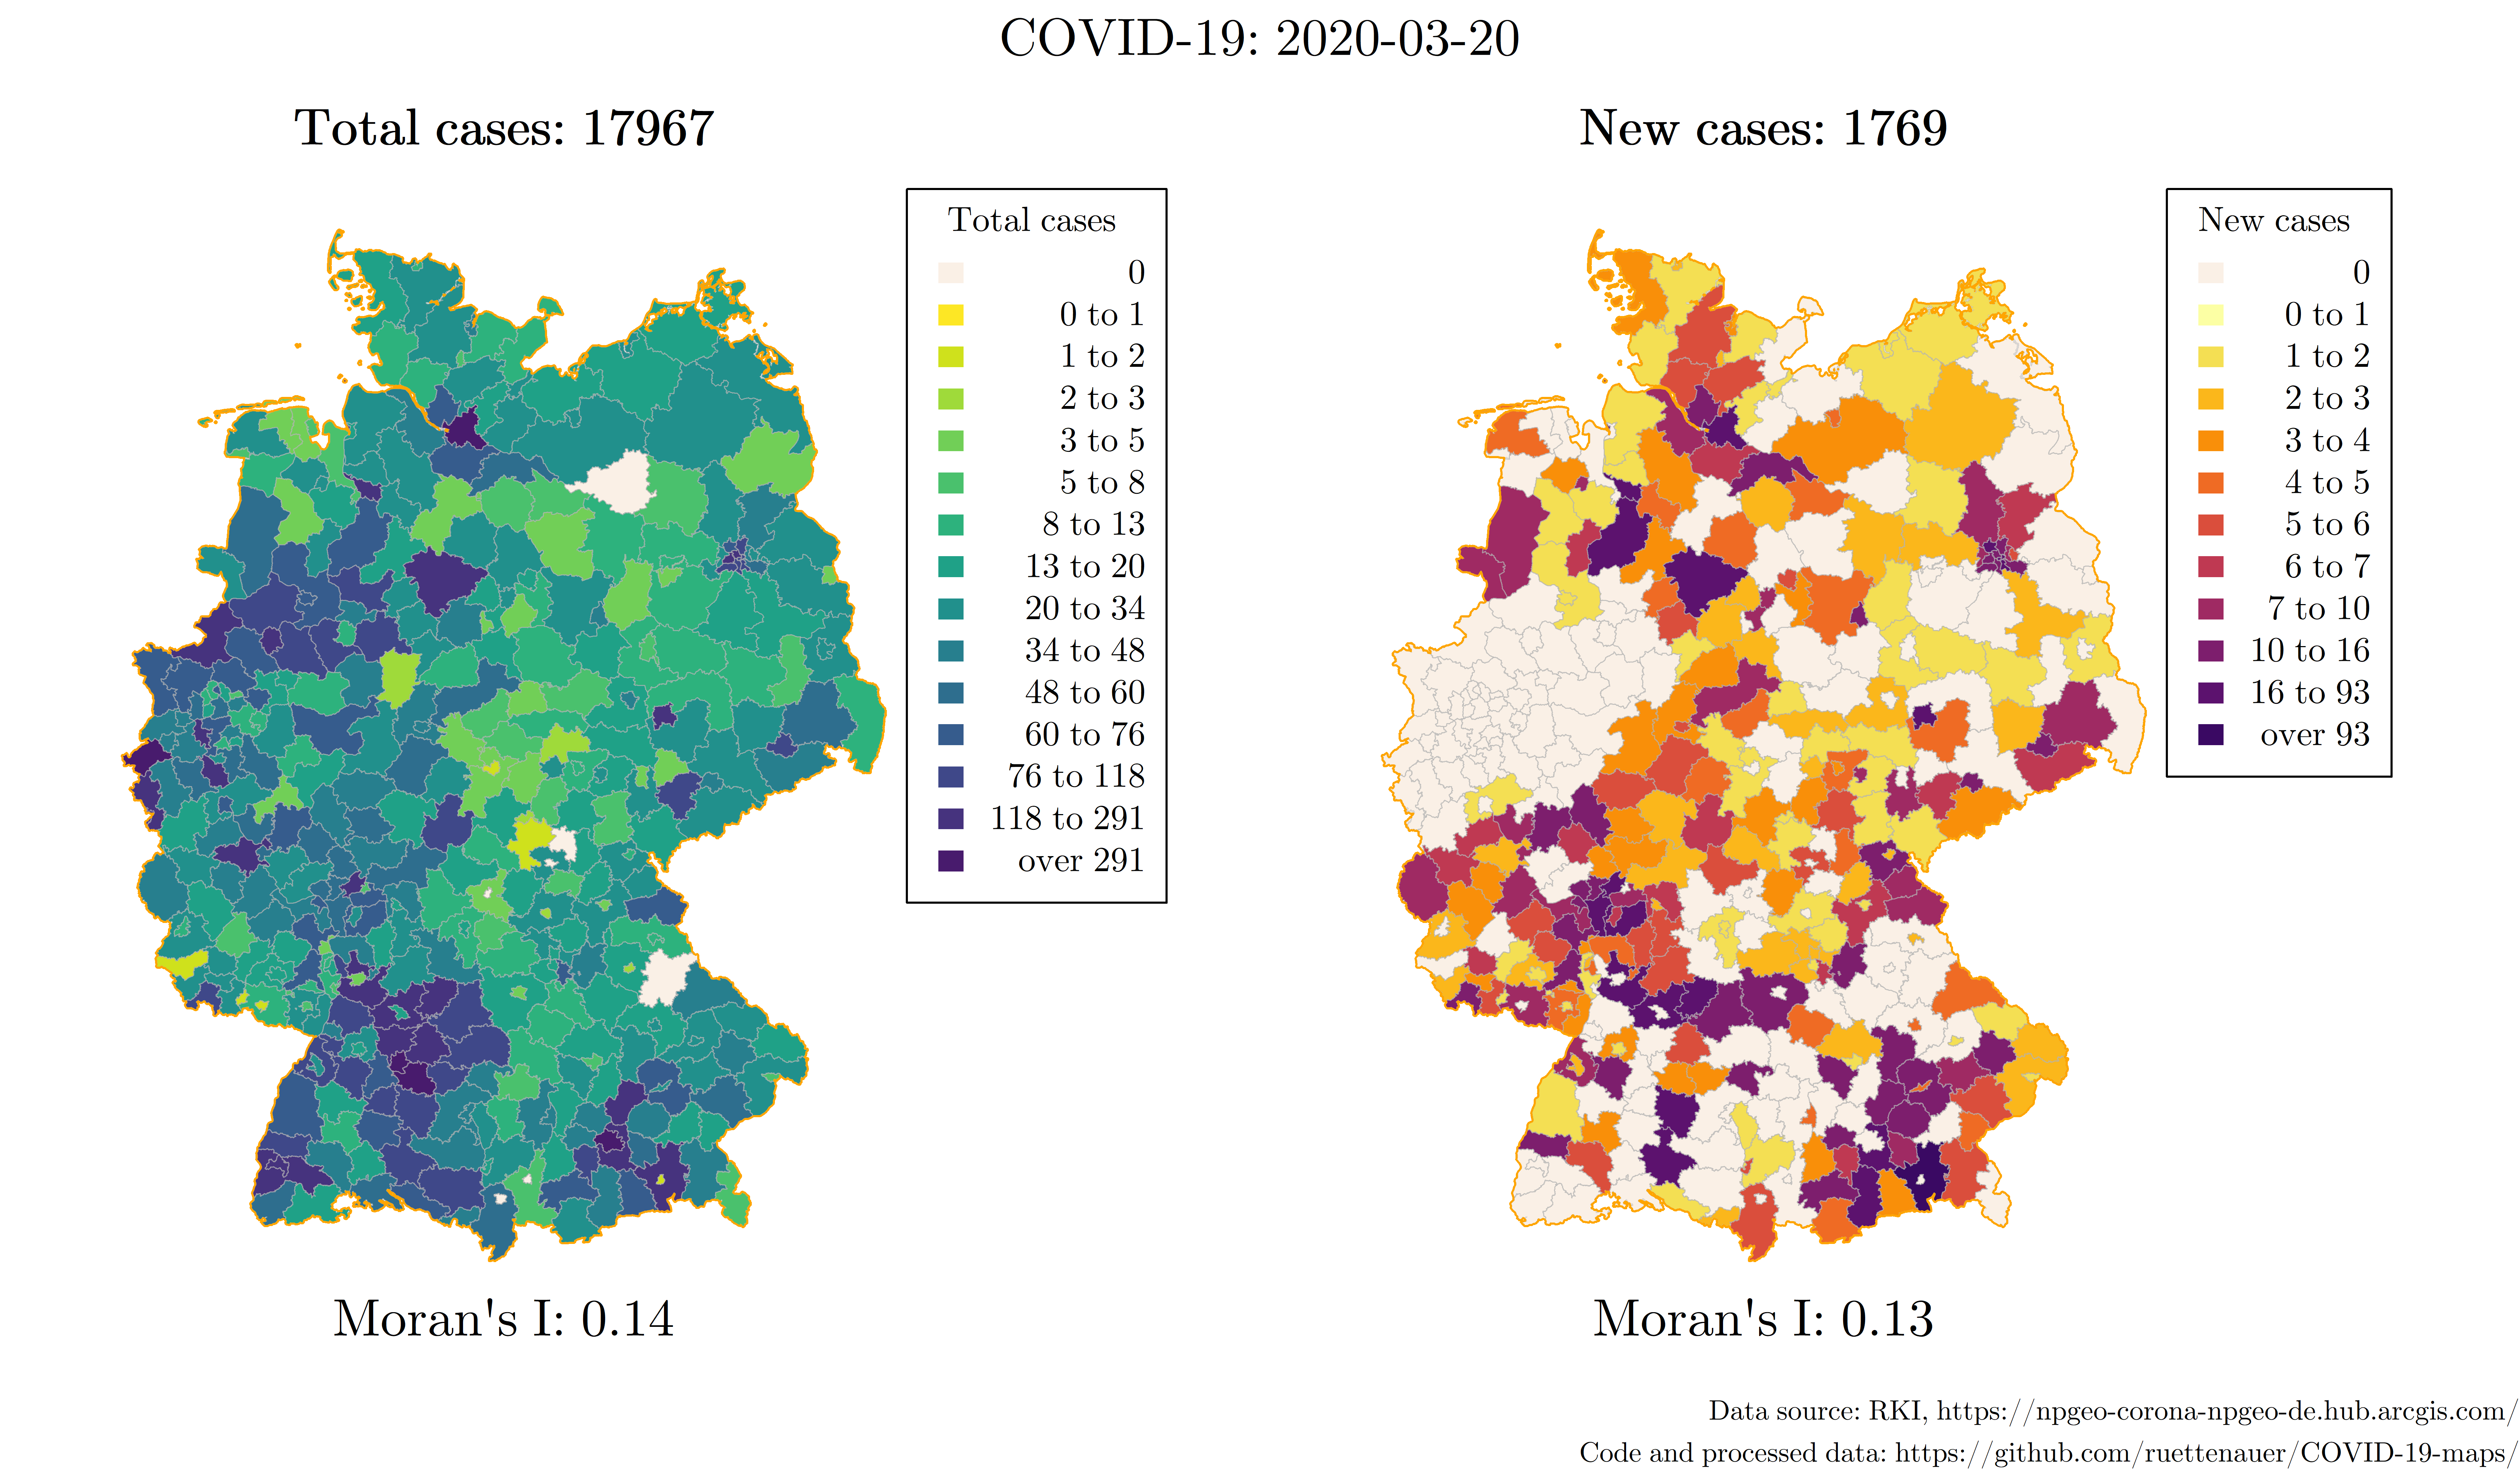 COVID-19: 2020-03-20
Total cases: 17967
Total cases
0
0 to 1
1 to 2
2 to 3
3 to 5
5 to 8
8 to 13
13 to 20
20 to 34
34 to 48
48 to 60
60 to 76
76 to 118
118 to 291
over 291
Moran's I: 0.14
New cases: 1769
New cases
0
0 to 1
1 to 2
2 to 3
3 to 4
4 to 5
5 to 6
6 to 7
7 to 10
10 to 16
16 to 93
over 93
Moran's I: 0.13
Data source: RKI, https://npgeo-corona-npgeo-de.hub.arcgis.com/
Code and processed data: https://github.com/ruettenauer/COVID-19-maps/